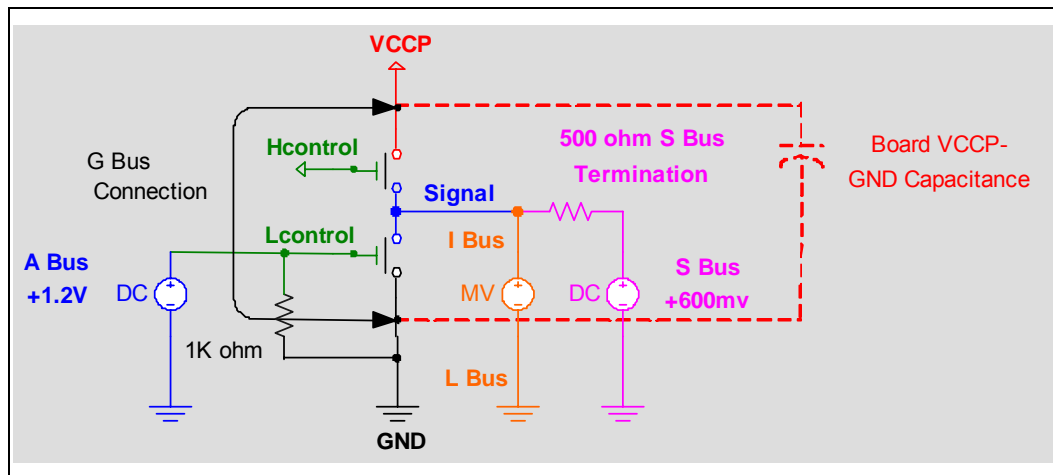 VCCP
G Bus
Connection
Hcontrol
500 ohm S Bus
Termination
Board VCCP-
GND Capacitance
Signal
Lcontrol
I Bus
A Bus
+1.2V
DC
MV
DC
S Bus
+600mv
1K ohm
L Bus
GND